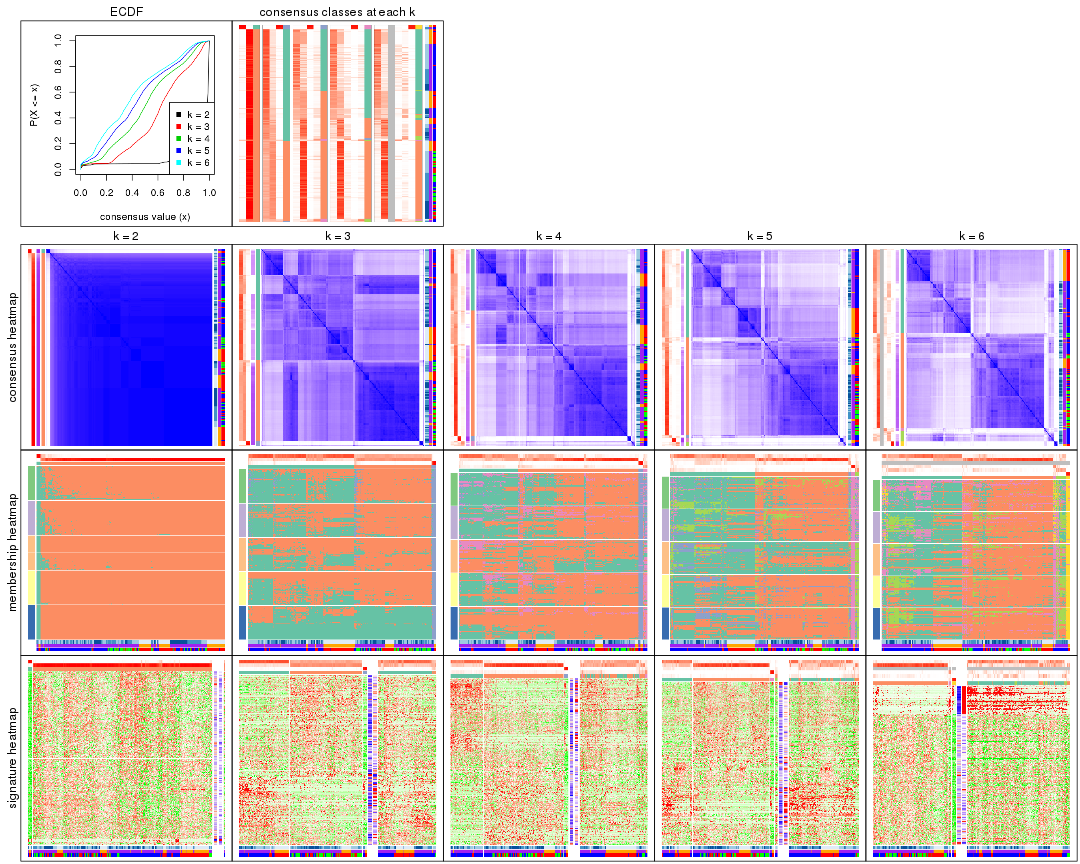 ECDF
consensus classes at each k
P(X <= x)
0.0 0.2 0.4 0.6 0.8 1.0
k = 2
k = 3
k = 4
k = 5
k = 6
0.0 0.2 0.4 0.6 0.8 1.0
consensus value (x)
k = 2
k = 3
k = 4
k = 5
k = 6
consensus heatmap
membership heatmap
signature heatmap